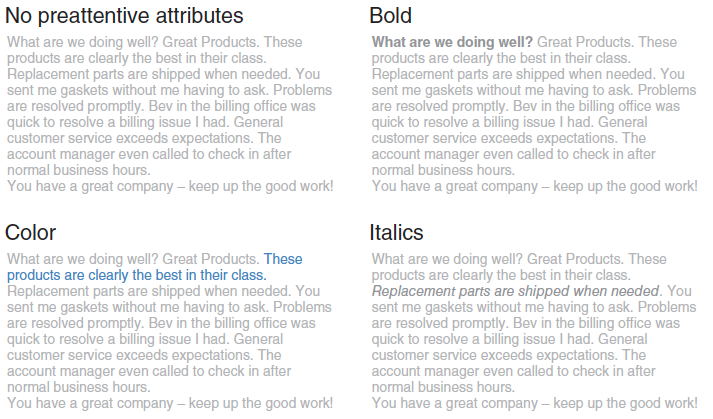 No preattentive attributes
What are we doing well? Great Products. These
products are clearly the best in their class.
Replacement parts are shipped when needed. You
sent me gaskets without me having to ask. Problems
are resolved promptly. Bev in the billing office was
quick to resolve a billing issue I had. General
customer service exceeds expectations. The
account manager even called to check in after
normal business hours.
You have a great company – keep up the good work!
Bold
What are we doing well? Great Products. These
products are clearly the best in their class.
Replacement parts are shipped when needed. You
sent me gaskets without me having to ask. Problems
are resolved promptly. Bev in the billing office was
quick to resolve a billing issue I had. General
customer service exceeds expectations. The
account manager even called to check in after
normal business hours.
You have a great company – keep up the good work!
Color
What are we doing well? Great Products. These
products are clearly the best in their class.
Replacement parts are shipped when needed. You
sent me gaskets without me having to ask. Problems
are resolved promptly. Bev in the billing office was
quick to resolve a billing issue I had. General
customer service exceeds expectations. The
account manager even called to check in after
normal business hours.
You have a great company – keep up the good work!
Italics
What are we doing well? Great Products. These
products are clearly the best in their class.
Replacement parts are shipped when needed. You
sent me gaskets without me having to ask. Problems
are resolved promptly. Bev in the billing office was
quick to resolve a billing issue I had. General
customer service exceeds expectations. The
account manager even called to check in after
normal business hours.
You have a great company – keep up the good work!